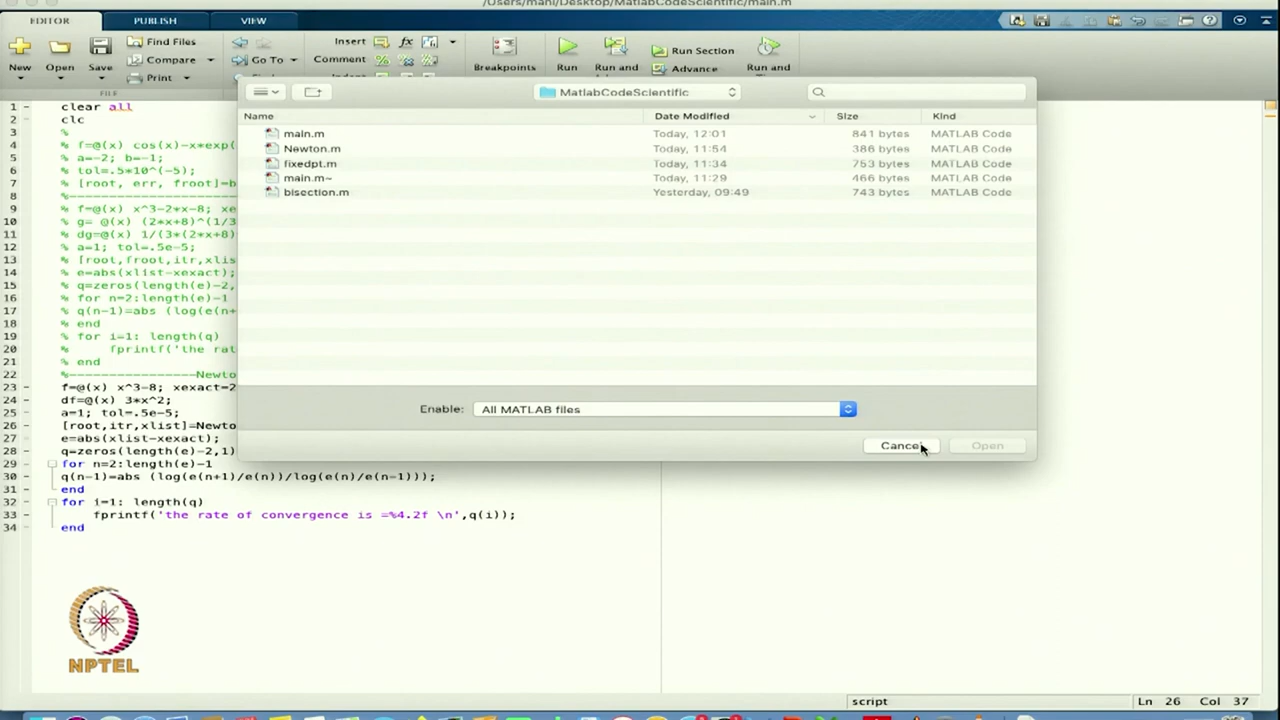 /Users/mani/Desktop/MatlabCodeScientific/main.m
EDITOR PUBLISH VIEW
Find Files Insert fx
Compare Go To Comment Run Section
New Open Save Print Breakpoints Run Run and Advance Run and
FILE
MatlabCodeScientific
Name Date Modified Size Kind
main.m Today, 12:01 841 bytes MATLAB Code
Newton.m Today, 11:54 386 bytes MATLAB Code
fixedpt.m Today, 11:34 753 bytes MATLAB Code
main.m~ Today, 11:29 466 bytes MATLAB Code
bisection.m Yesterday, 09:49 743 bytes MATLAB Code
Enable: All MATLAB files
Cancel Open
1 clear all
2 clc
3 %
4 % f=@(x) cos(x)-x*exp(
5 % a=-2; b=-1;
6 % tol=.5*10^(-5);
7 % [root, err, froot]=b
8 %
9 % f=@(x) x^3-2*x-8; xe
10 % g= @(x) (2*x+8)^(1/3
11 % dg=@(x) 1/(3*(2*x+8)
12 % a=1; tol=.5e-5;
13 % [root,froot,itr,xlis
14 % e=abs(xlist-xexact);
15 % q=zeros(length(e)-2,
16 % for n=2:length(e)-1
17 % q(n-1)=abs (log(e(n+
18 % end
19 % for i=1: length(q)
20 % fprintf('the rat
21 % end
22 %---------------Newto
23 f=@(x) x^3-8; xexact=2
24 df=@(x) 3*x^2;
25 a=1; tol=.5e-5;
26 [root,itr,xlist]=Newto
27 e=abs(xlist-xexact);
28 q=zeros(length(e)-2,1)
29 for n=2:length(e)-1
30 q(n-1)=abs (log(e(n+1)/e(n))/log(e(n)/e(n-1)));
31 end
32 for i=1: length(q)
33 fprintf('the rate of convergence is =%4.2f \n',q(i));
34 end
NPTEL
script Ln 26 Col 37